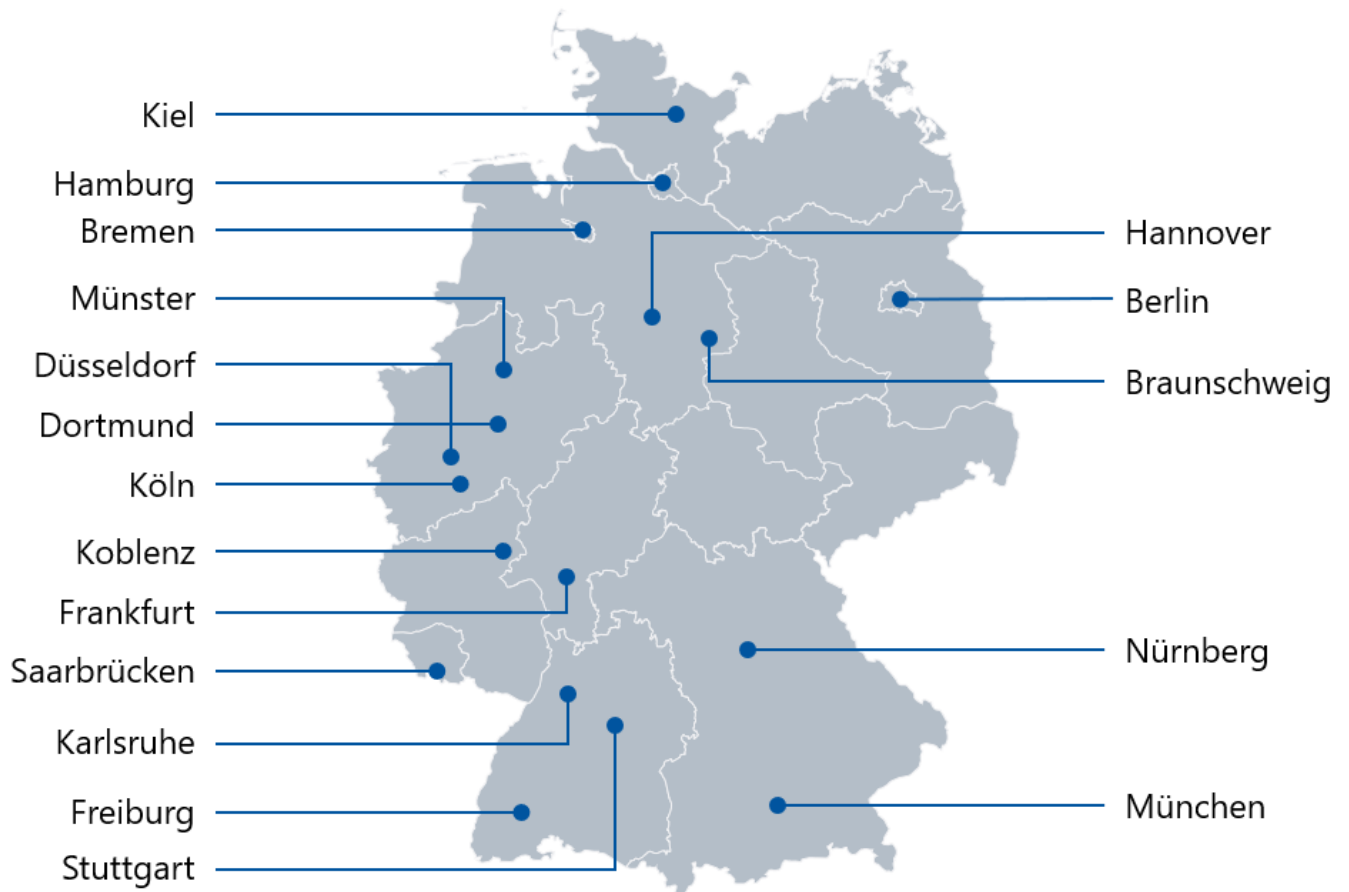 Kiel
Hamburg
Bremen
Münster
Düsseldorf
Dortmund
Köln
Koblenz
Frankfurt
Saarbrücken
Karlsruhe
Freiburg
Stuttgart
Hannover
Berlin
Braunschweig
Nürnberg
München